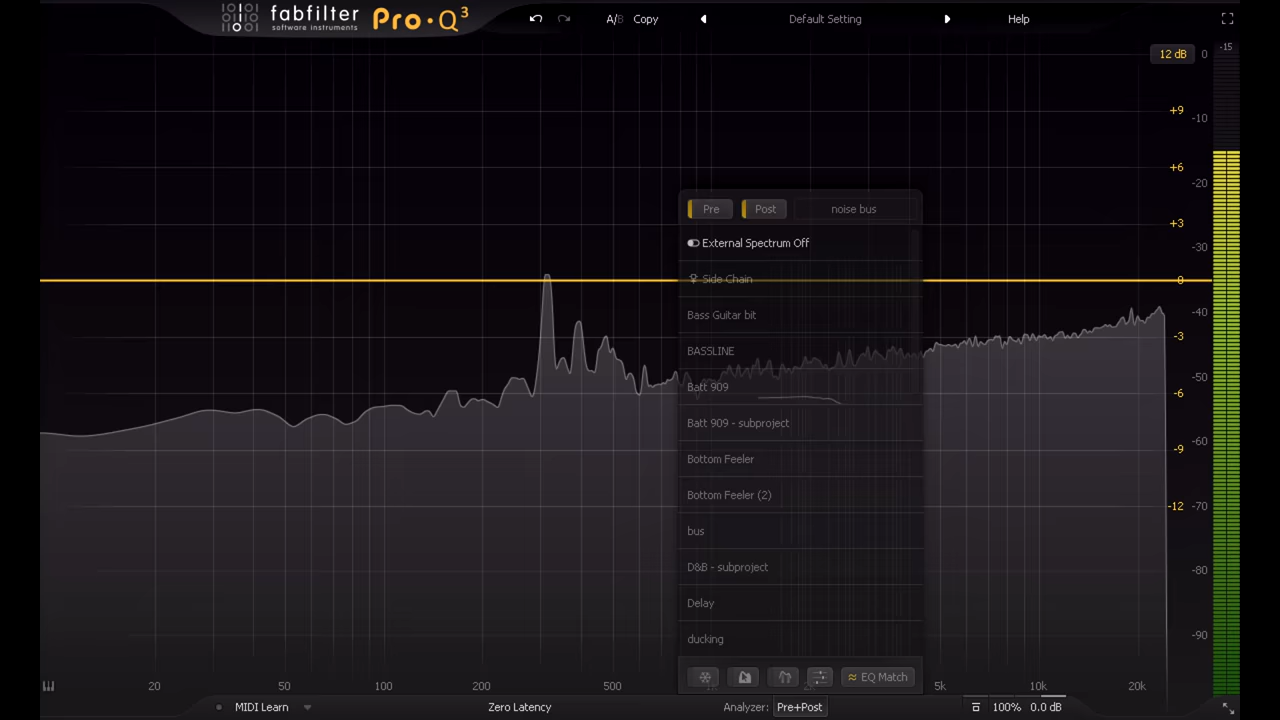 fabfilter Pro·Q³
software instruments
A/B Copy Default Setting Help
12 dB 0 -15
+9
-10
+6
-20
+3
-30
0
-40
-3
-50
-6
-60
-9
-12 -70
-80
-90
Pre Post noise bus
External Spectrum Off
Side Chain
Bass Guitar bit
BASSLINE
Batt 909
Batt 909 - subproject
Bottom Feeler
Bottom Feeler (2)
bus
D&B - subproject
Delay
ducking
EQ Match
20 50 100 200 500 5k 10k 20k
MIDI Learn Zero Latency Analyzer: Pre+Post 100% 0.0 dB